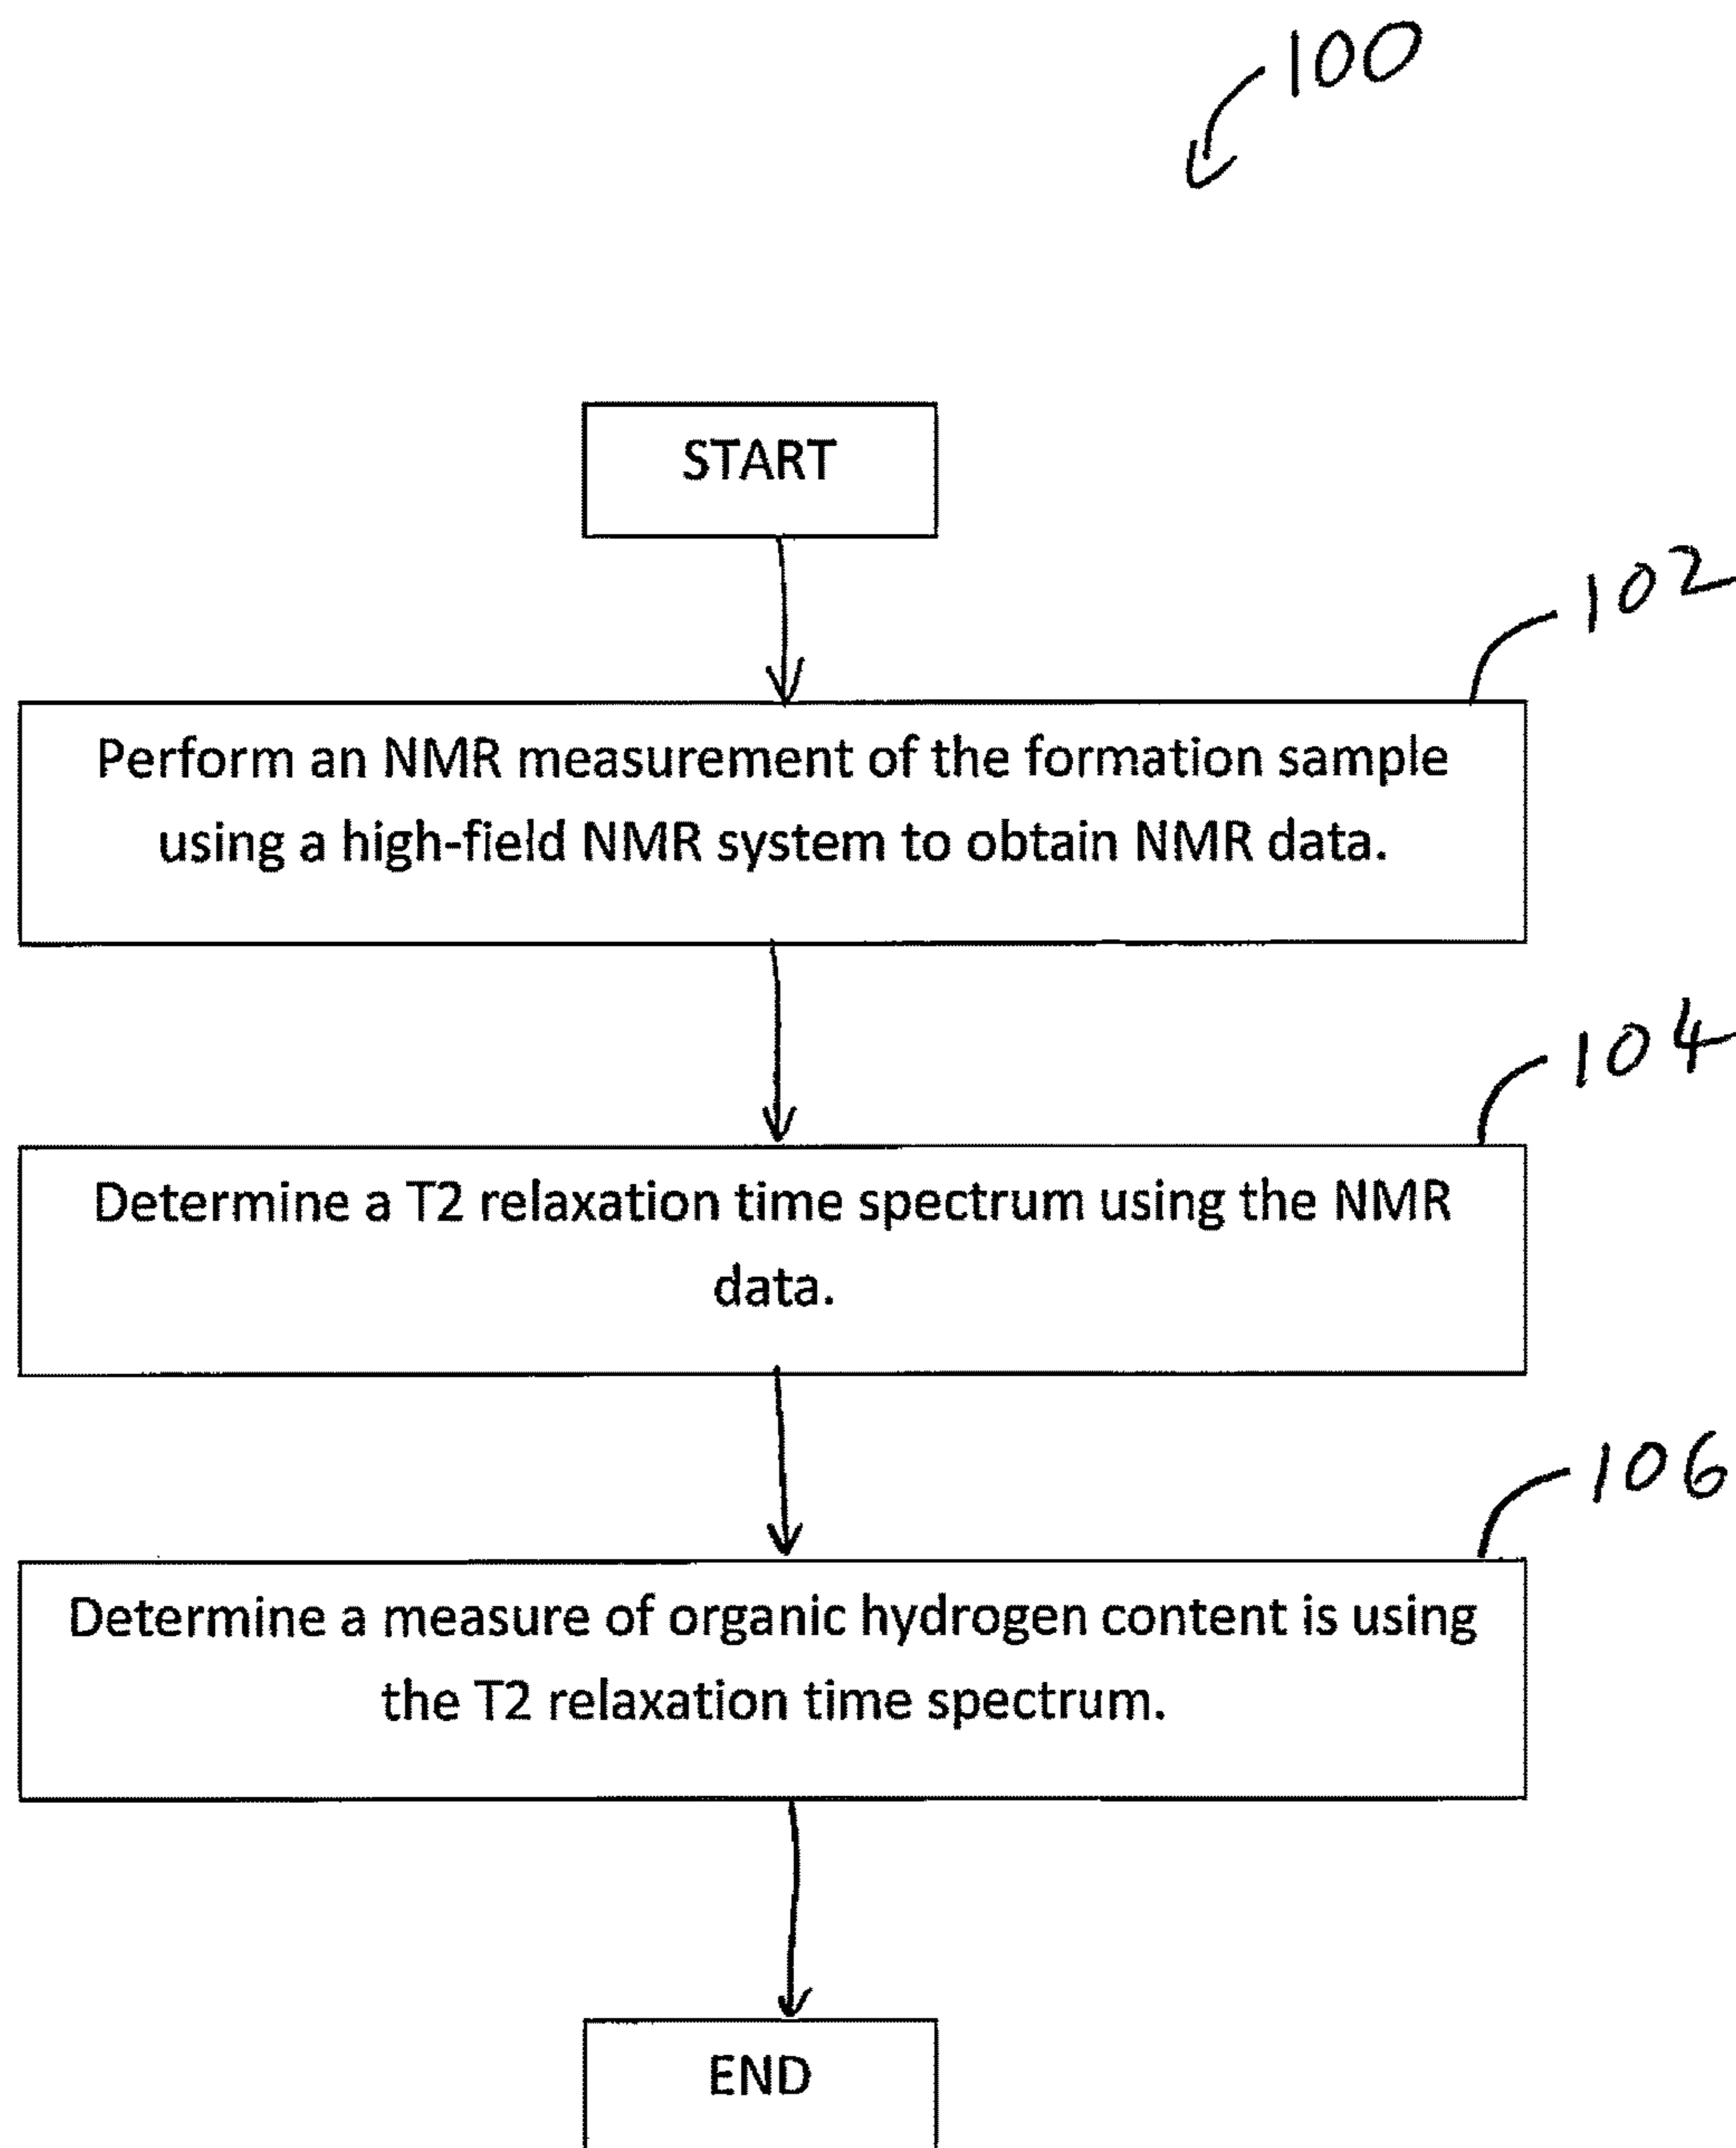 100
START
102
Perform an NMR measurement of the formation sample
using a high-field NMR system to obtain NMR data.
104
Determine a T2 relaxation time spectrum using the NMR
data.
106
Determine a measure of organic hydrogen content is using
the T2 relaxation time spectrum.
END